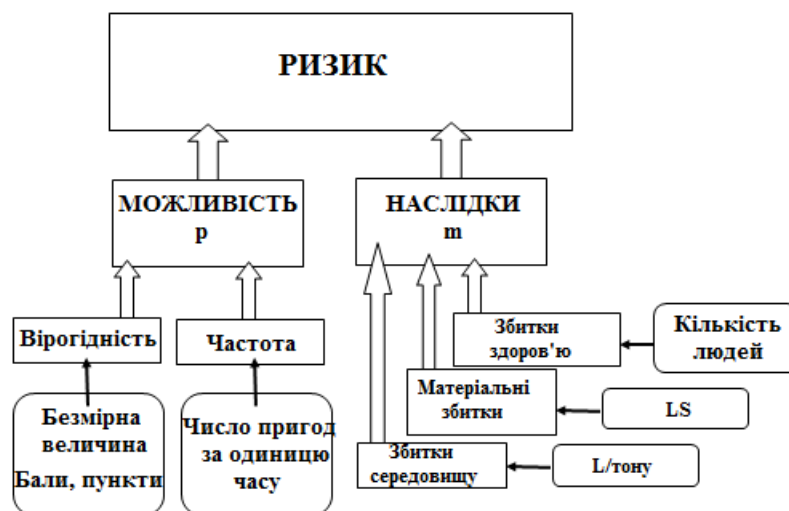 РИЗИК
МОЖЛИВІСТЬ
p
НАСЛІДКИ
m
Вірогідність
Частота
Збитки
здоров'ю
Кількість
людей
Матеріальні
збитки
LS
Збитки
середовищу
L/тону
Безмірна
величина
Бали, пункти
Число пригод
за одиницю
часу